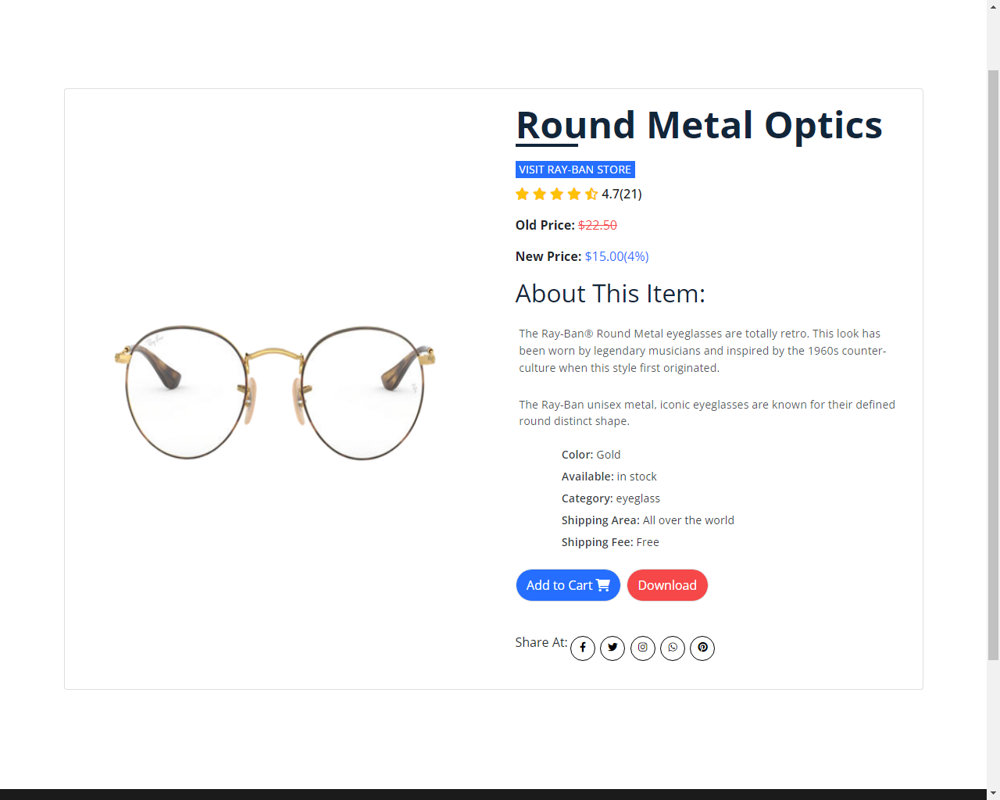 Round Metal Optics
VISIT RAY-BAN STORE
4.7(21)
Old Price: $22.50
New Price: $15.00(4%)
About This Item:
The Ray-Ban® Round Metal eyeglasses are totally retro. This look has
been worn by legendary musicians and inspired by the 1960s counter-
culture when this style first originated.
The Ray-Ban unisex metal, iconic eyeglasses are known for their defined
round distinct shape.
Color: Gold
Available: in stock
Category: eyeglass
Shipping Area: All over the world
Shipping Fee: Free
Add to Cart
Download
Share At: